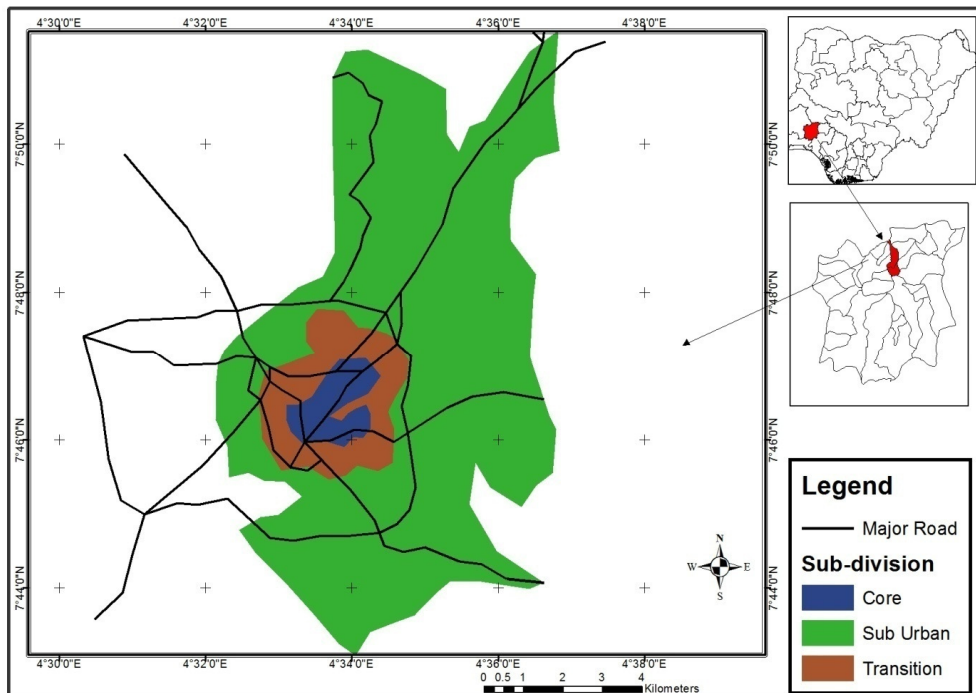 4°30'0"E 4°32'0"E 4°34'0"E 4°36'0"E 4°38'0"E
7°50'0"N 7°50'0"N
7°48'0"N 7°48'0"N
7°46'0"N 7°46'0"N
7°44'0"N 7°44'0"N
N
W E
S
4°30'0"E 4°32'0"E 4°34'0"E 4°36'0"E 4°38'0"E
0 0.5 1 2 3 4
Kilometers
Legend
Major Road
Sub-division
Core
Sub Urban
Transition